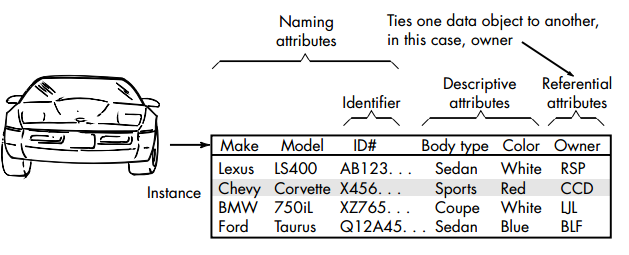 Naming
attributes
Ties one data object to another,
in this case, owner
Identifier
Descriptive
attributes
Referential
attributes
Instance
Make Model ID# Body type Color Owner
Lexus LS400 AB123. . . Sedan White RSP
Chevy Corvette X456. . . Sports Red CCD
BMW 750iL XZ765. . . Coupe White LJL
Ford Taurus Q12A45. . . Sedan Blue BLF